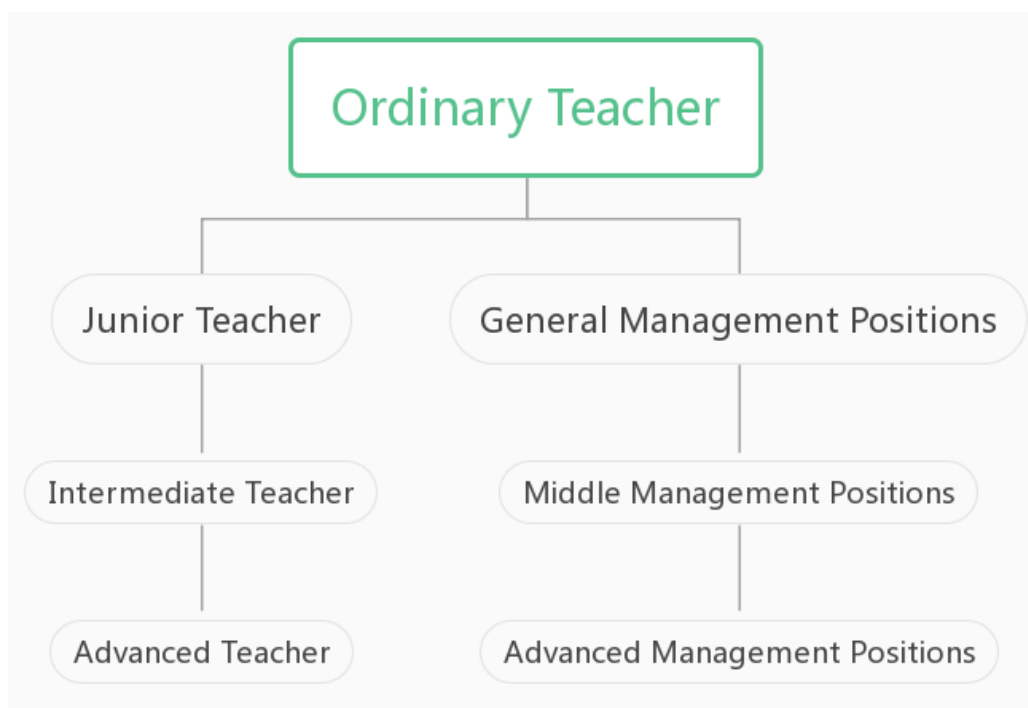 Ordinary Teacher
Junior Teacher
General Management Positions
Intermediate Teacher
Middle Management Positions
Advanced Teacher
Advanced Management Positions